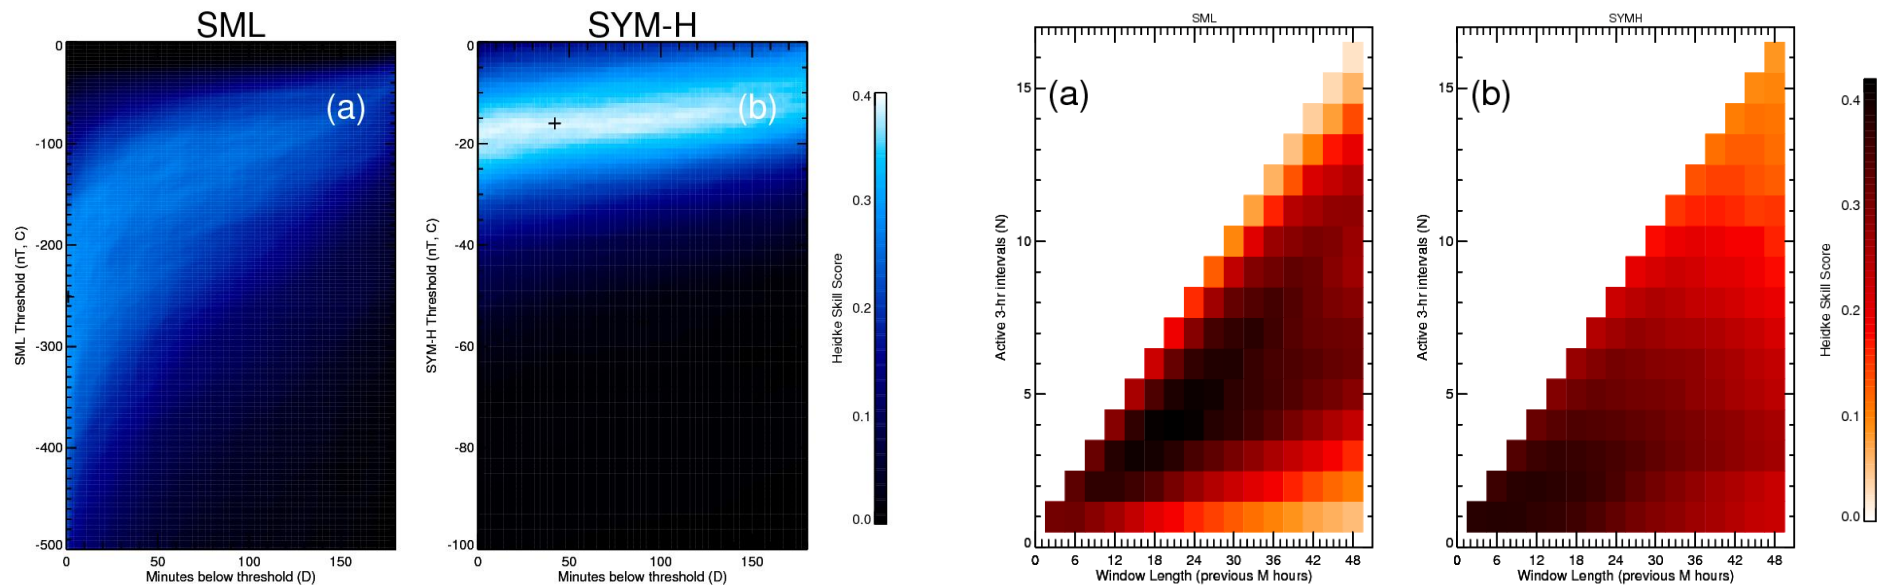 SML
SYM-H
(a)
(b)
0
-100
-200
-300
-400
-500
SML Threshold (nT, C)
0
50
100
150
Minutes below threshold (D)
0
-20
-40
-60
-80
-100
SYM-H Threshold (nT, C)
0
50
100
150
Minutes below threshold (D)
0.4
0.3
0.2
0.1
0.0
Heidke Skill Score
SML
(a)
15
10
5
0
Active 3-hr intervals (N)
0 6 12 18 24 30 36 42 48
Window Length (previous M hours)
SYMH
(b)
15
10
5
0
Active 3-hr intervals (N)
0 6 12 18 24 30 36 42 48
Window Length (previous M hours)
0.4
0.3
0.2
0.1
0.0
Heidke Skill Score